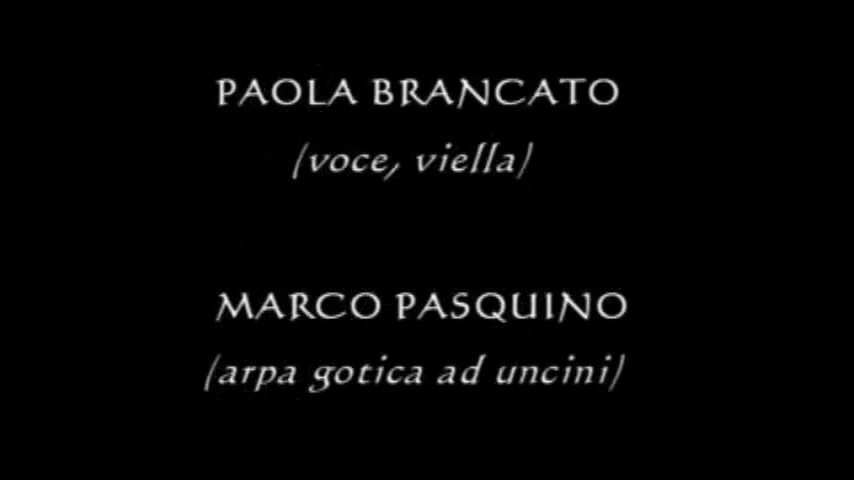 PAOLA BRANCATO
(voce, viella)
MARCO PASQUINO
(arpa gotica ad uncini)